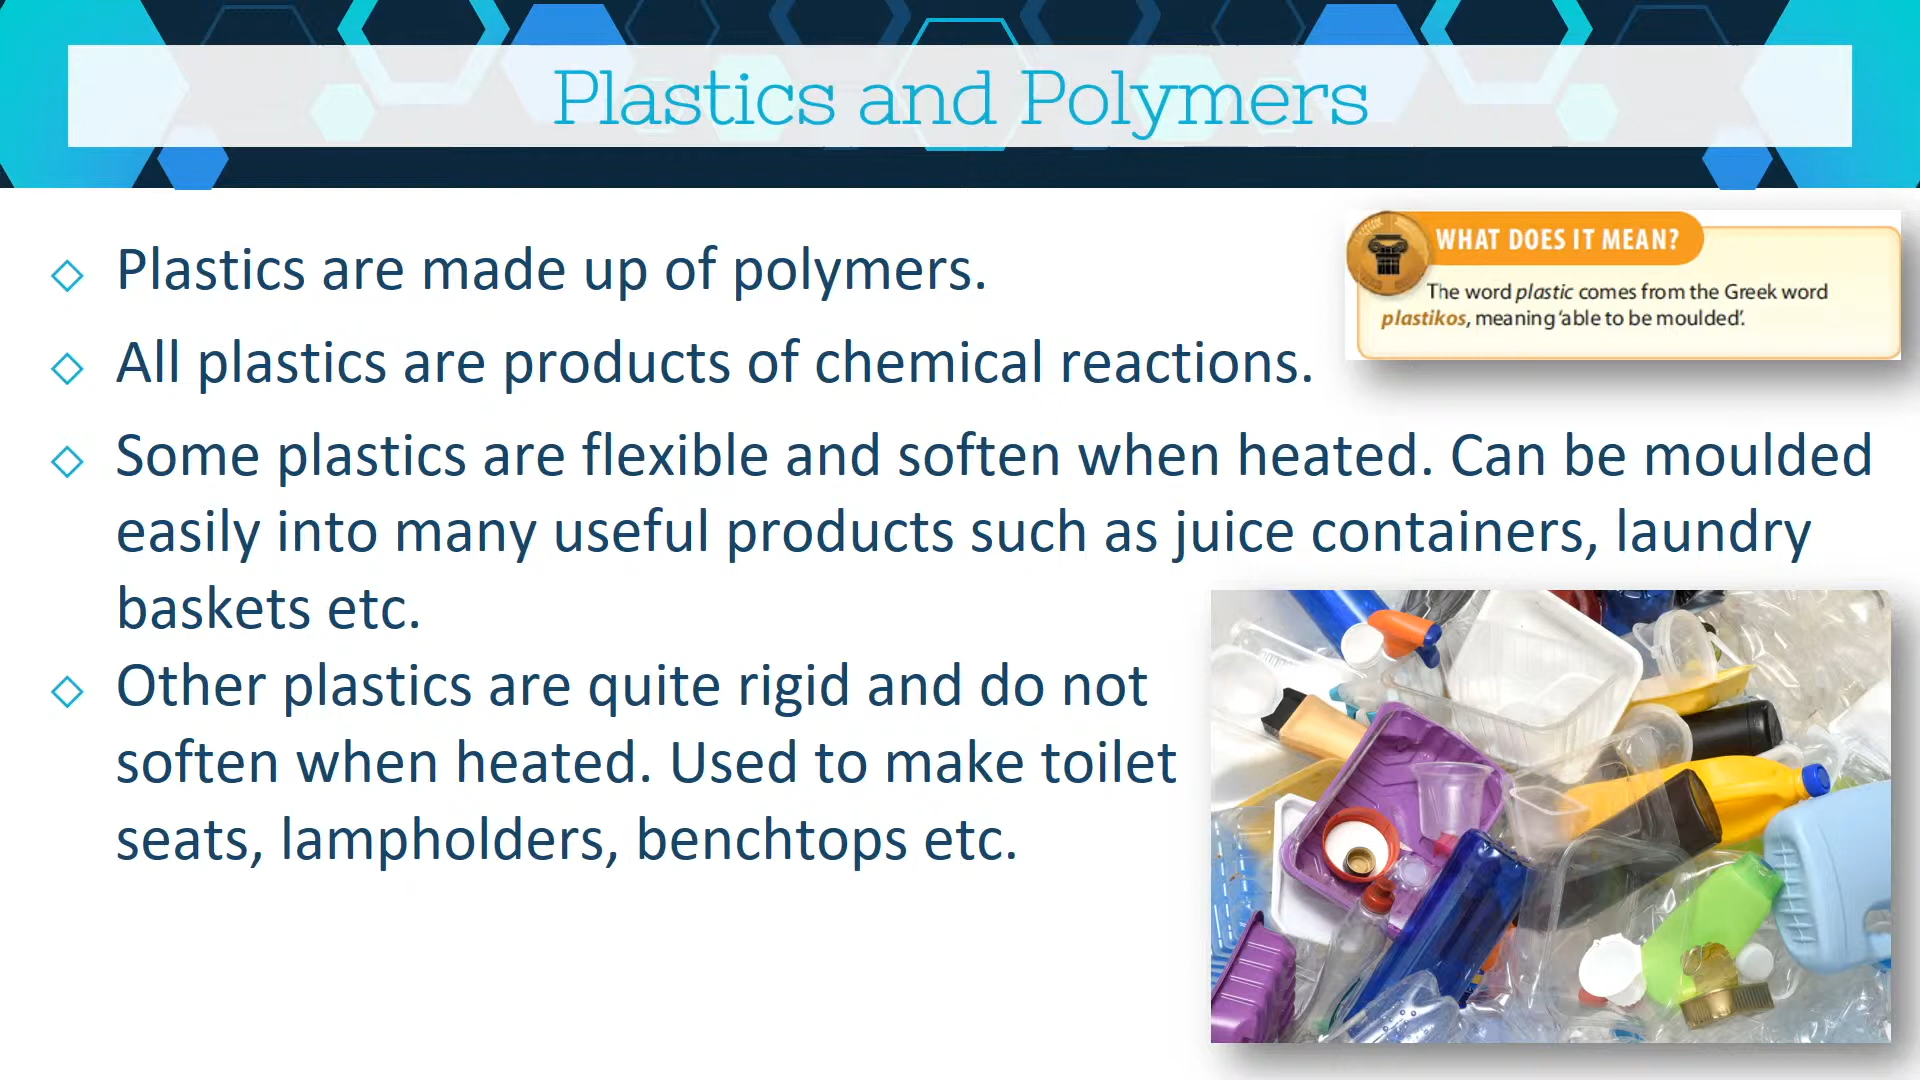 Plastics and Polymers
Plastics are made up of polymers.
All plastics are products of chemical reactions.
Some plastics are flexible and soften when heated. Can be moulded
easily into many useful products such as juice containers, laundry
baskets etc.
Other plastics are quite rigid and do not
soften when heated. Used to make toilet
seats, lampholders, benchtops etc.
WHAT DOES IT MEAN?
The word plastic comes from the Greek word
plastikos, meaning ‘able to be moulded’.